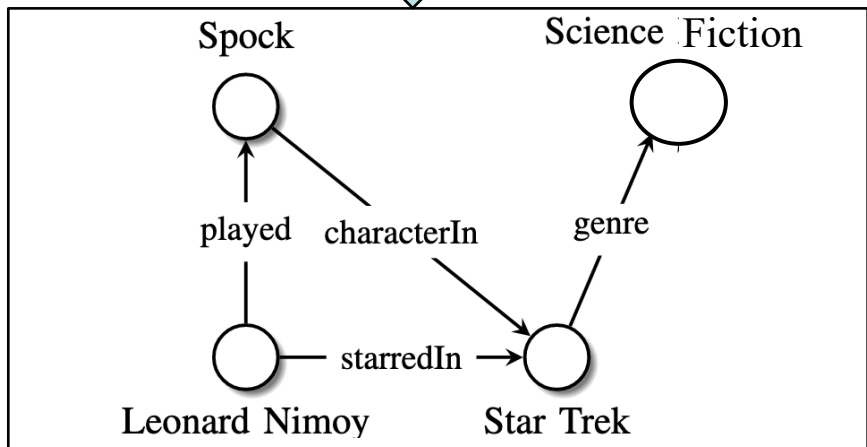 Spock
Science Fiction
played
characterIn
genre
starredIn
Leonard Nimoy
Star Trek